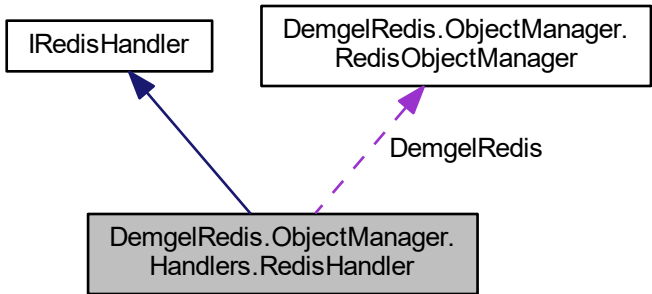 IRedisHandler
DemgelRedis.ObjectManager.
RedisObjectManager
DemgelRedis
DemgelRedis.ObjectManager.
Handlers.RedisHandler